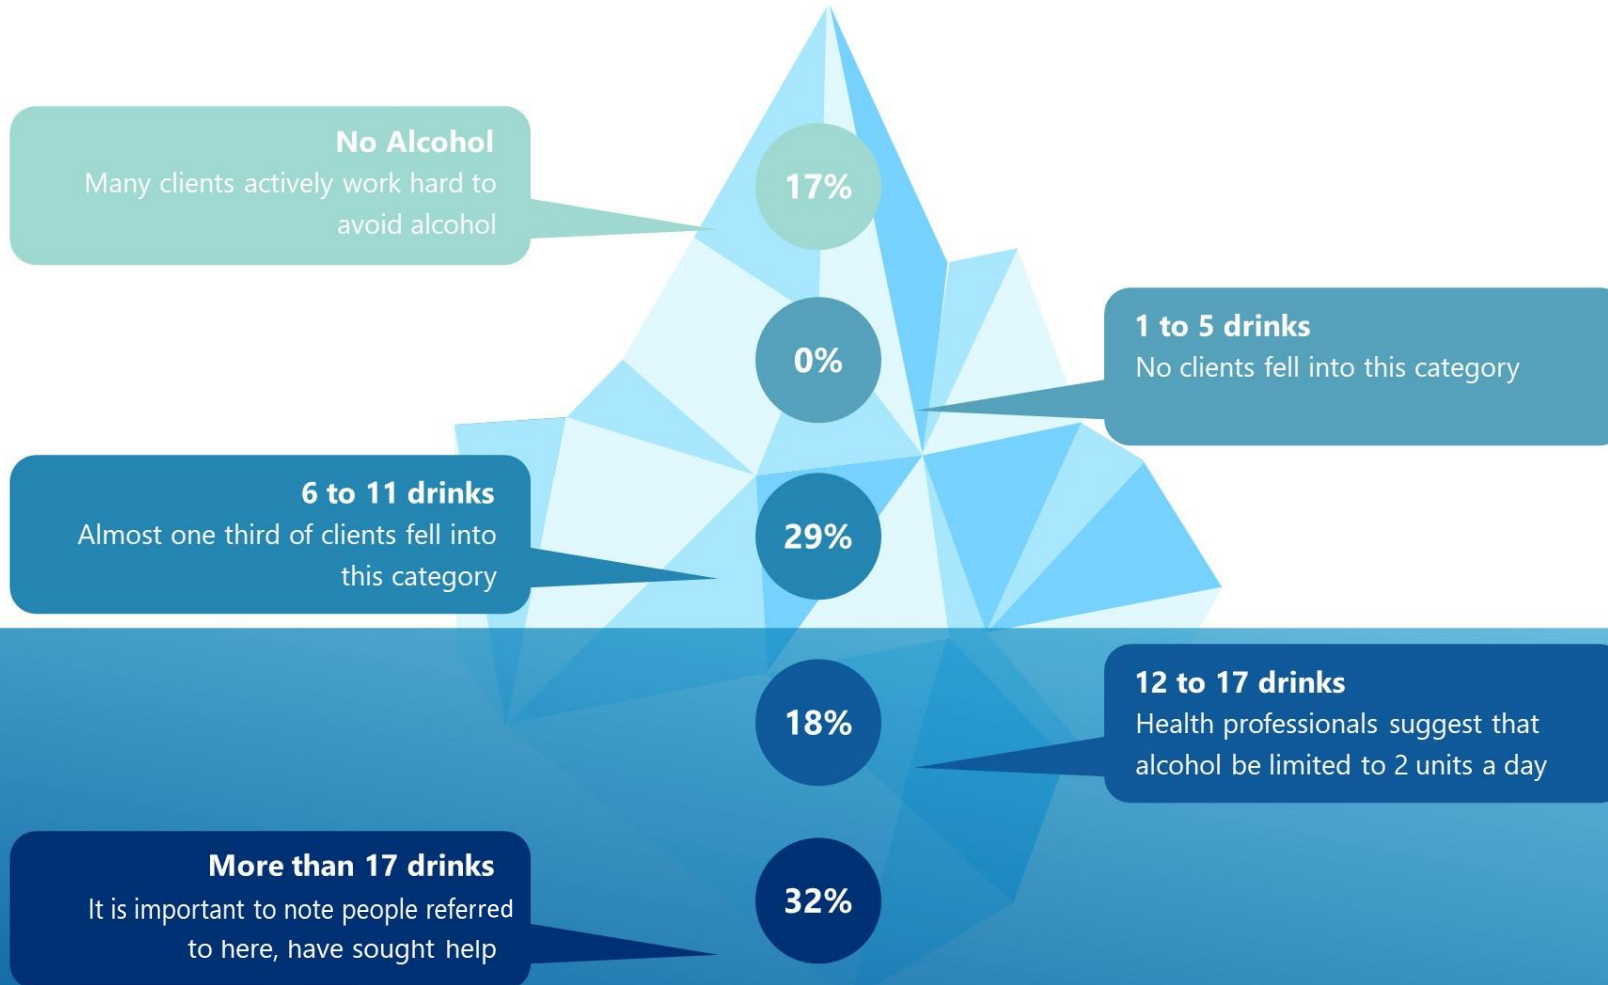 No Alcohol
Many clients actively work hard to
avoid alcohol
17%
0%
1 to 5 drinks
No clients fell into this category
6 to 11 drinks
Almost one third of clients fell into
this category
29%
18%
12 to 17 drinks
Health professionals suggest that
alcohol be limited to 2 units a day
More than 17 drinks
It is important to note people referred
to here, have sought help
32%